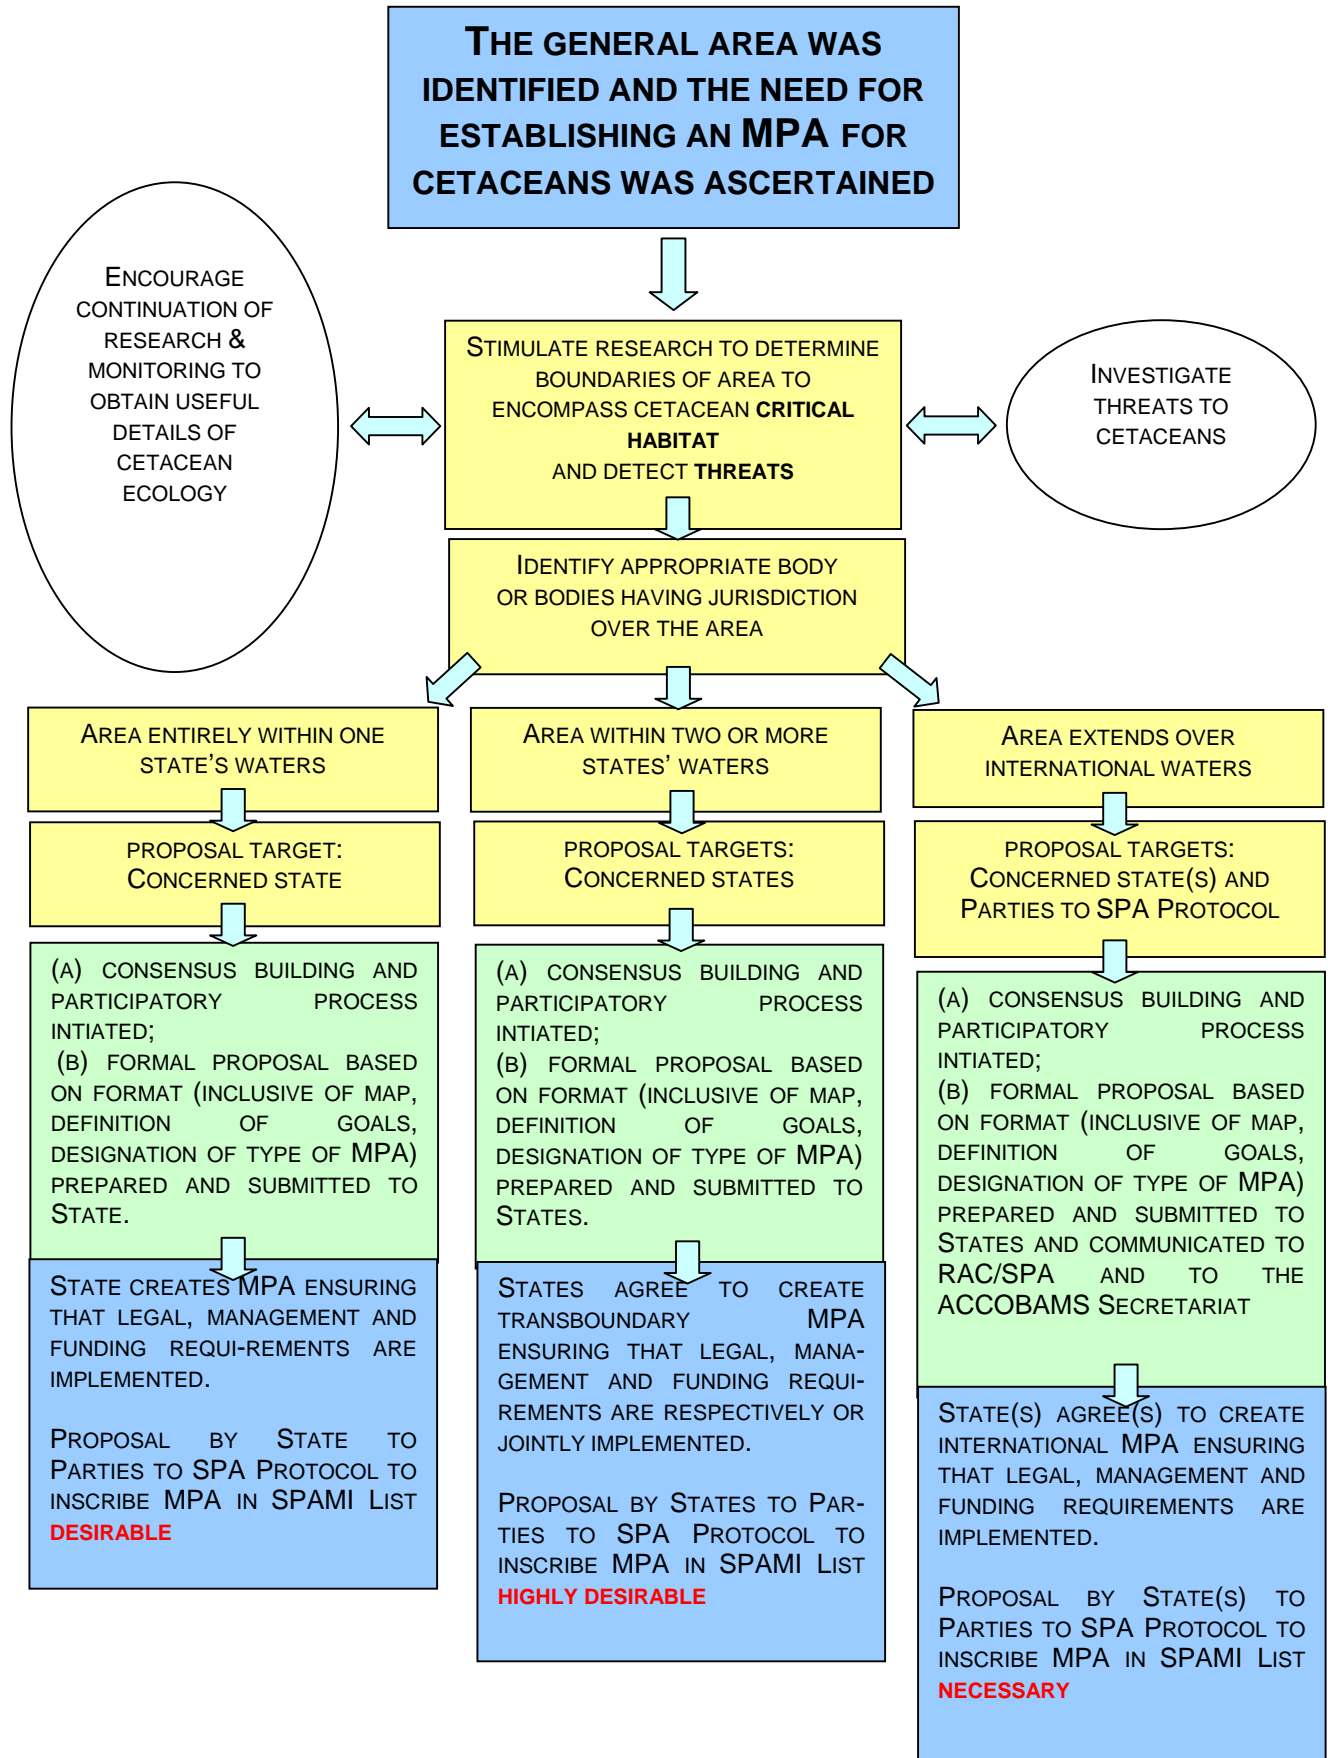 THE GENERAL AREA WAS
IDENTIFIED AND THE NEED FOR
ESTABLISHING AN MPA FOR
CETACEANS WAS ASCERTAINED
ENCOURAGE
CONTINUATION OF
RESEARCH &
MONITORING TO
OBTAIN USEFUL
DETAILS OF
CETACEAN
ECOLOGY
STIMULATE RESEARCH TO DETERMINE
BOUNDARIES OF AREA TO
ENCOMPASS CETACEAN CRITICAL
HABITAT
AND DETECT THREATS
INVESTIGATE
THREATS TO
CETACEANS
IDENTIFY APPROPRIATE BODY
OR BODIES HAVING JURISDICTION
OVER THE AREA
AREA ENTIRELY WITHIN ONE
STATE'S WATERS
PROPOSAL TARGET:
CONCERNED STATE
(A) CONSENSUS BUILDING AND
PARTICIPATORY PROCESS
INTIATED;
(B) FORMAL PROPOSAL BASED
ON FORMAT (INCLUSIVE OF MAP,
DEFINITION OF GOALS,
DESIGNATION OF TYPE OF MPA)
PREPARED AND SUBMITTED TO
STATE.
STATE CREATES MPA ENSURING
THAT LEGAL, MANAGEMENT AND
FUNDING REQUI-REMENTS ARE
IMPLEMENTED.
PROPOSAL BY STATE TO
PARTIES TO SPA PROTOCOL TO
INSCRIBE MPA IN SPAMI LIST
DESIRABLE
AREA WITHIN TWO OR MORE
STATES' WATERS
PROPOSAL TARGETS:
CONCERNED STATES
(A) CONSENSUS BUILDING AND
PARTICIPATORY PROCESS
INTIATED;
(B) FORMAL PROPOSAL BASED
ON FORMAT (INCLUSIVE OF MAP,
DEFINITION OF GOALS,
DESIGNATION OF TYPE OF MPA)
PREPARED AND SUBMITTED TO
STATES.
STATES AGREE TO CREATE
TRANSBOUNDARY MPA
ENSURING THAT LEGAL, MANA-
GEMENT AND FUNDING REQUI-
REMENTS ARE RESPECTIVELY OR
JOINTLY IMPLEMENTED.
PROPOSAL BY STATES TO PAR-
TIES TO SPA PROTOCOL TO
INSCRIBE MPA IN SPAMI LIST
HIGHLY DESIRABLE
AREA EXTENDS OVER
INTERNATIONAL WATERS
PROPOSAL TARGETS:
CONCERNED STATE(S) AND
PARTIES TO SPA PROTOCOL
(A) CONSENSUS BUILDING AND
PARTICIPATORY PROCESS
INTIATED;
(B) FORMAL PROPOSAL BASED
ON FORMAT (INCLUSIVE OF MAP,
DEFINITION OF GOALS,
DESIGNATION OF TYPE OF MPA)
PREPARED AND SUBMITTED TO
STATES AND COMMUNICATED TO
RAC/SPA AND TO THE
ACCOBAMS SECRETARIAT
STATE(S) AGREE(S) TO CREATE
INTERNATIONAL MPA ENSURING
THAT LEGAL, MANAGEMENT AND
FUNDING REQUIREMENTS ARE
IMPLEMENTED.
PROPOSAL BY STATE(S) TO
PARTIES TO SPA PROTOCOL TO
INSCRIBE MPA IN SPAMI LIST
NECESSARY